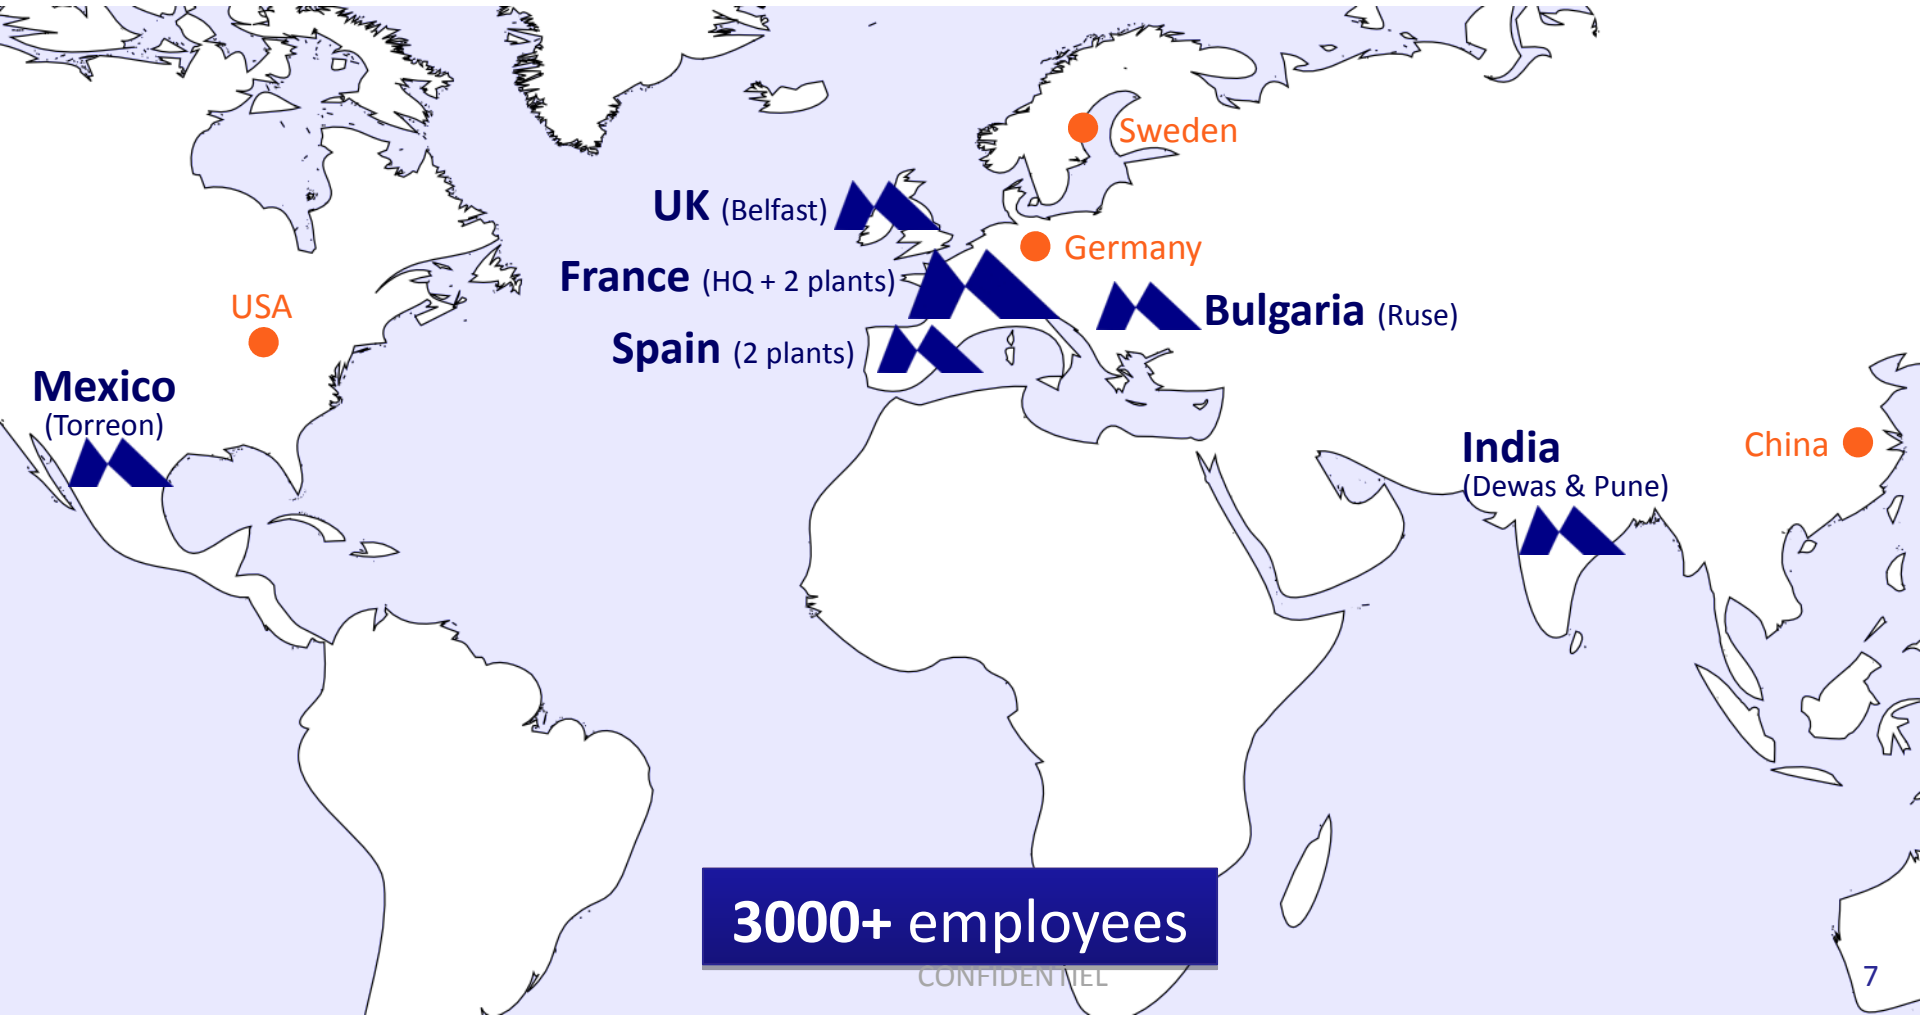 Sweden
UK (Belfast)
Germany
France (HQ + 2 plants)
USA
Bulgaria (Ruse)
Spain (2 plants)
Mexico
(Torreon)
India
(Dewas & Pune)
China
3000+ employees
CONFIDENTIEL
7